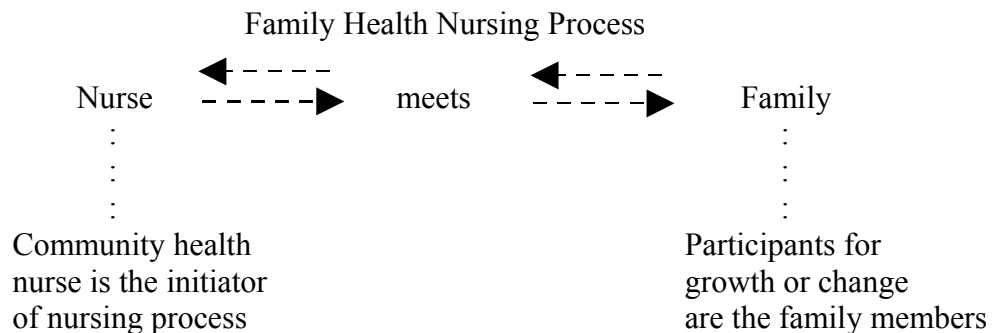 Family Health Nursing Process
Nurse meets Family
Community health
nurse is the initiator
of nursing process
Participants for
growth or change
are the family members